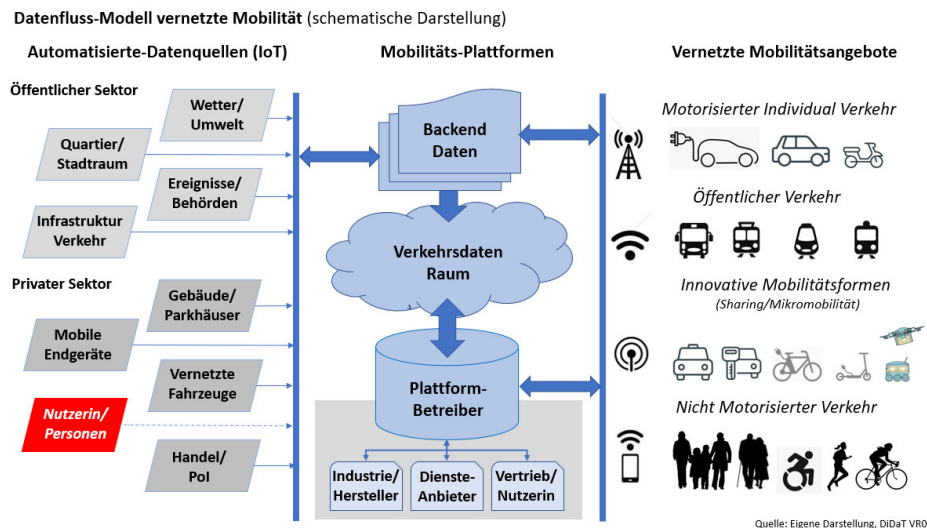 Datenfluss-Modell vernetzte Mobilität (schematische Darstellung)
Automatisierte-Datenquellen (IoT)
Öffentlicher Sektor
Wetter/
Umwelt
Quartier/
Stadtraum
Ereignisse/
Behörden
Infrastruktur
Verkehr
Privater Sektor
Gebäude/
Parkhäuser
Mobile
Endgeräte
Vernetzte
Fahrzeuge
Nutzerin/
Personen
Handel/
PoI
Mobilitäts-Plattformen
Backend
Daten
Verkehrsdaten
Raum
Plattform-
Betreiber
Industrie/
Hersteller
Dienste-
Anbieter
Vertrieb/
Nutzerin
Vernetzte Mobilitätsangebote
Motorisierter Individual Verkehr
Öffentlicher Verkehr
Innovative Mobilitätsformen
(Sharing/Mikromobilität)
Nicht Motorisierter Verkehr
Quelle: Eigene Darstellung, DiDaT VR0